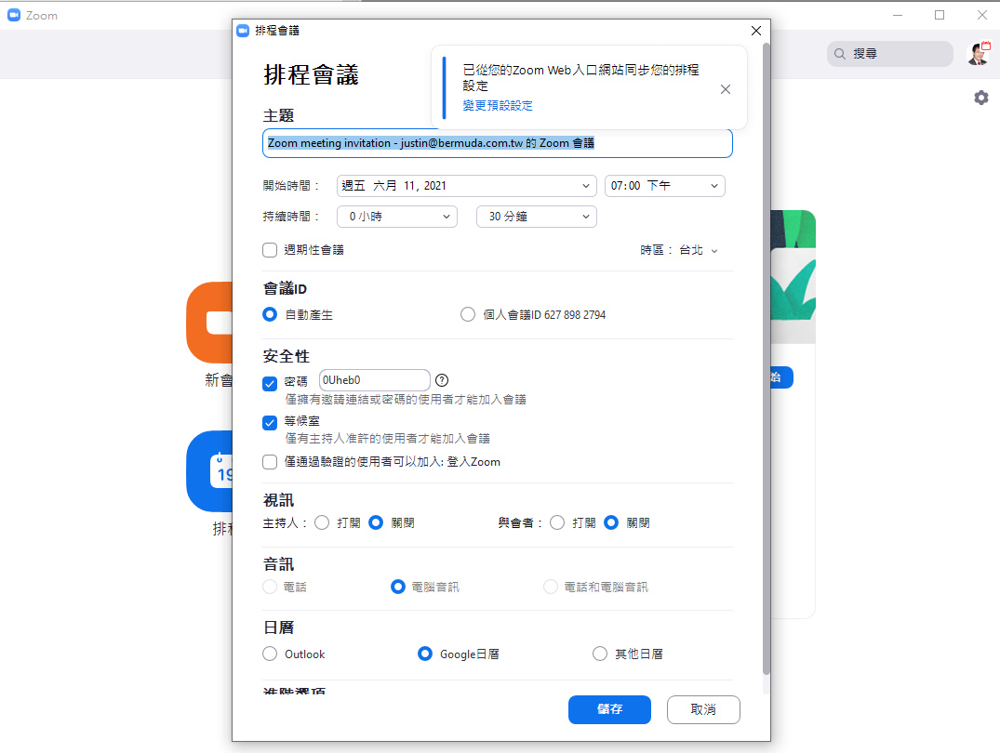 Zoom
排程會議
搜尋
排程會議
已從您的Zoom Web入口網站同步您的排程
設定
變更預設設定
主題
Zoom meeting invitation - justin@bermuda.com.tw 的 Zoom 會議
開始時間：
週五 六月 11, 2021
07:00 下午
持續時間：
0 小時
30 分鐘
週期性會議
時區： 台北
會議ID
自動產生
個人會議ID 627 898 2794
安全性
密碼
0Uheb0
僅擁有邀請連結或密碼的使用者才能加入會議
等候室
僅有主持人准許的使用者才能加入會議
僅通過驗證的使用者可以加入: 登入Zoom
視訊
主持人：
打開
關閉
與會者：
打開
關閉
音訊
電話
電腦音訊
電話和電腦音訊
日曆
Outlook
Google日曆
其他日曆
進階選項
儲存
取消
新會
19
排程
始